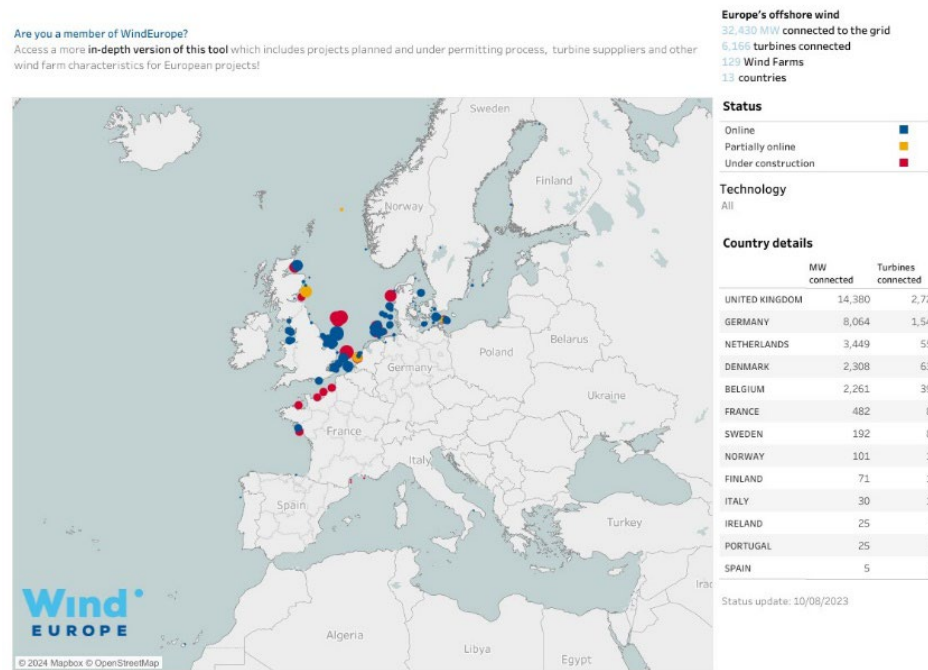 Are you a member of WindEurope?
Access a more in-depth version of this tool which includes projects planned and under permitting process, turbine supppliers and other
wind farm characteristics for European projects!
Europe's offshore wind
32,430 MW connected to the grid
6,166 turbines connected
129 Wind Farms
13 countries
Status
Online
Partially online
Under construction
Technology
All
Country details
MW connected Turbines connected
UNITED KINGDOM 14,380
GERMANY 8,064
NETHERLANDS 3,449
DENMARK 2,308
BELGIUM 2,261
FRANCE 482
SWEDEN 192
NORWAY 101
FINLAND 71
ITALY 30
IRELAND 25
PORTUGAL 25
SPAIN 5
Status update: 10/08/2023
Sweden
Finland
Norway
Belarus
Poland
Germany
Ukraine
France
Italy
Spain
Turkey
Algeria
Libya
Egypt
Wind
EUROPE
© 2024 Mapbox © OpenStreetMap